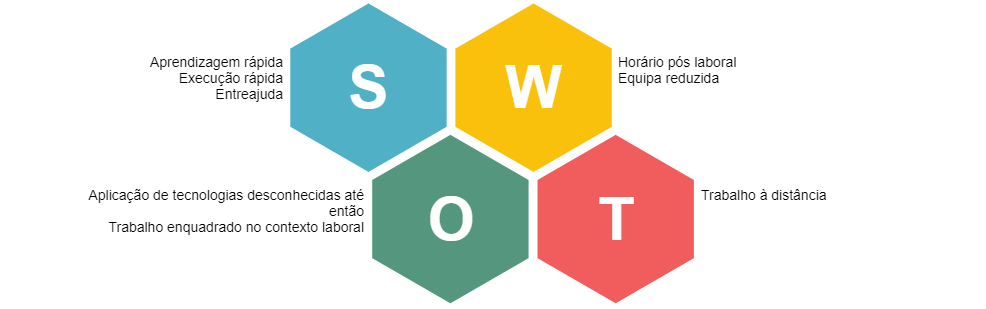 Aprendizagem rápida
Execução rápida
Entreajuda
S
W
Horário pós laboral
Equipa reduzida
Aplicação de tecnologias desconhecidas até
então
Trabalho enquadrado no contexto laboral
O
T
Trabalho à distância